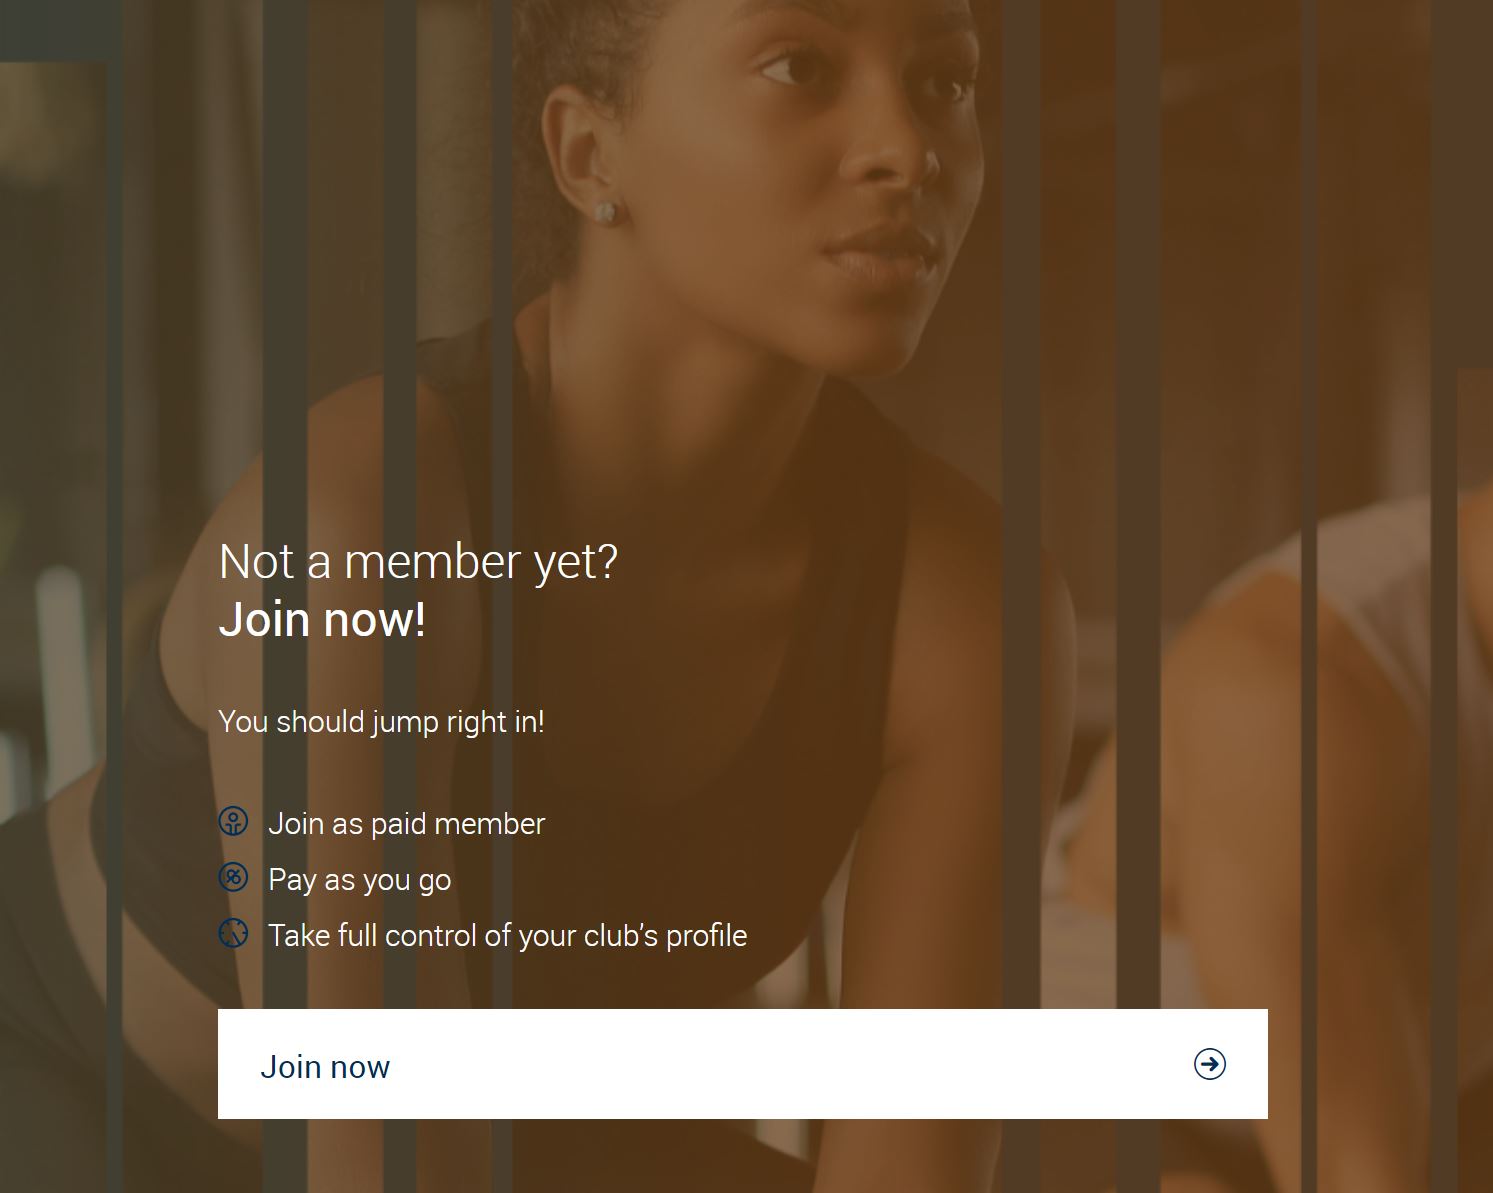 Not a member yet?
Join now!
You should jump right in!
Join as paid member
Pay as you go
Take full control of your club’s profile
Join now